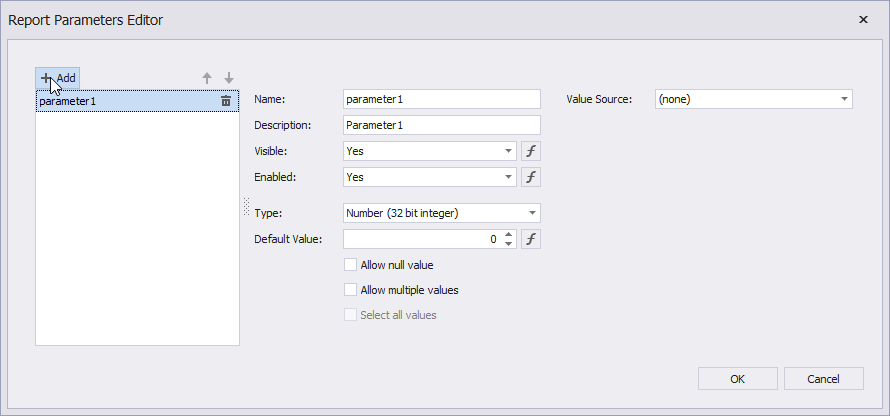 Report Parameters Editor
Add
parameter1
Name: parameter1
Value Source: (none)
Description: Parameter1
Visible: Yes
Enabled: Yes
Type: Number (32 bit integer)
Default Value: 0
Allow null value
Allow multiple values
Select all values
OK
Cancel